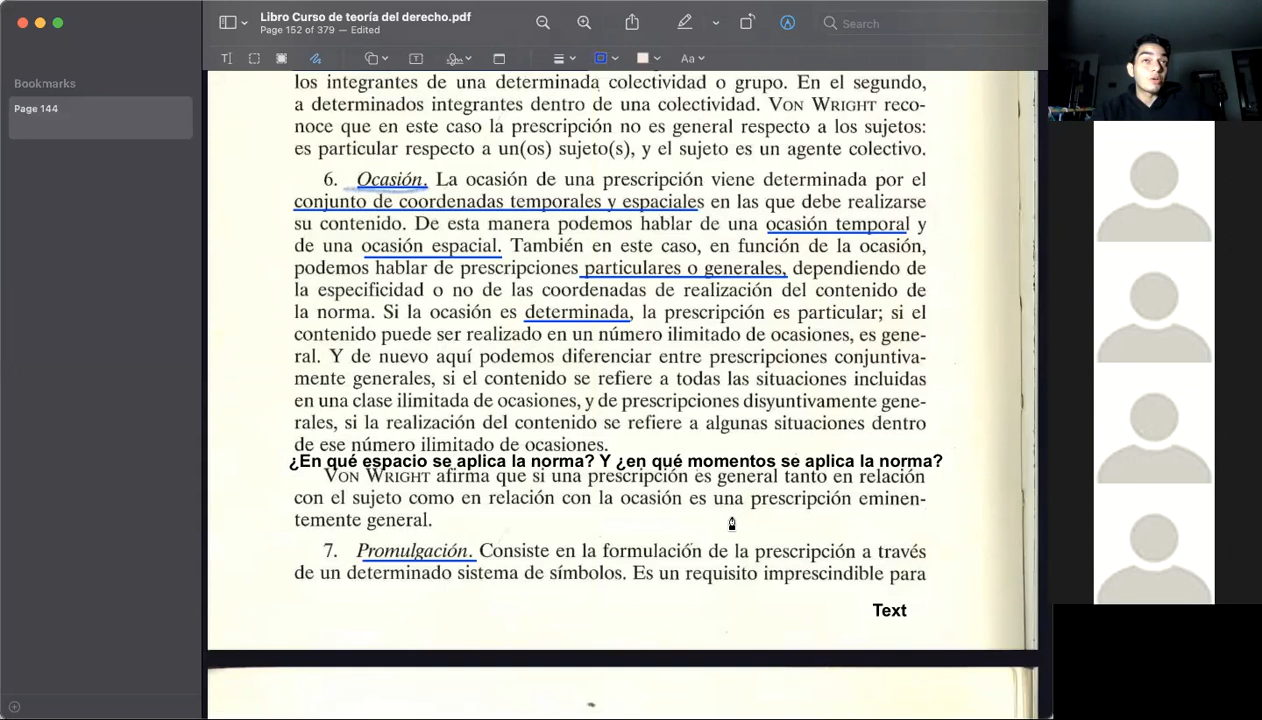 Libro Curso de teoría del derecho.pdf
Page 152 of 379 — Edited
Search
Bookmarks
Page 144
Aa
los integrantes de una determinada colectividad o grupo. En el segundo,
a determinados integrantes dentro de una colectividad. VON WRIGHT reco-
noce que en este caso la prescripción no es general respecto a los sujetos:
es particular respecto a un(os) sujeto(s), y el sujeto es un agente colectivo.
6. Ocasión. La ocasión de una prescripción viene determinada por el
conjunto de coordenadas temporales y espaciales en las que debe realizarse
su contenido. De esta manera podemos hablar de una ocasión temporal y
de una ocasión espacial. También en este caso, en función de la ocasión,
podemos hablar de prescripciones particulares o generales, dependiendo de
la especificidad o no de las coordenadas de realización del contenido de
la norma. Si la ocasión es determinada, la prescripción es particular; si el
contenido puede ser realizado en un número ilimitado de ocasiones, es gene-
ral. Y de nuevo aquí podemos diferenciar entre prescripciones conjuntiva-
mente generales, si el contenido se refiere a todas las situaciones incluidas
en una clase ilimitada de ocasiones, y de prescripciones disyuntivamente gene-
rales, si la realización del contenido se refiere a algunas situaciones dentro
de ese número ilimitado de ocasiones.
¿En qué espacio se aplica la norma? Y ¿en qué momentos se aplica la norma?
VON WRIGHT afirma que si una prescripción es general tanto en relación
con el sujeto como en relación con la ocasión es una prescripción eminen-
temente general.
7. Promulgación. Consiste en la formulación de la prescripción a través
de un determinado sistema de símbolos. Es un requisito imprescindible para
Text